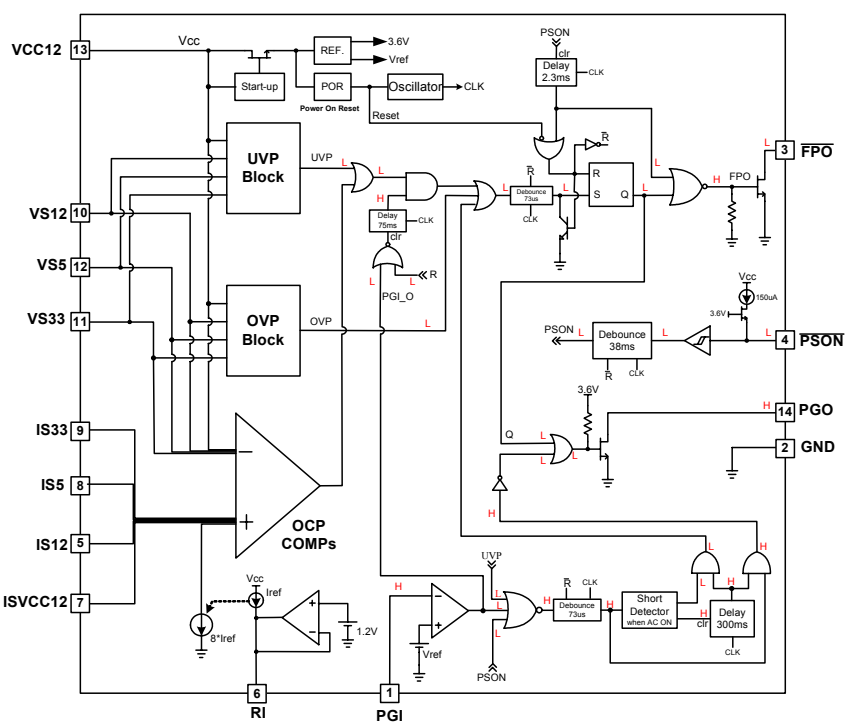 VCC12
13
Vcc
REF.
3.6V
Vref
Start-up
POR
Power On Reset
Oscillator
CLK
Reset
PSON
clr
Delay
2.3ms
CLK
R
UVP
Block
UVP
L
L
H
Delay
75ms
CLK
clr
L
L
R
PGI_O
R
L
Debounce
73us
CLK
L
R
S
Q
L
L
H
FPO
L
3
FPO
VS12
10
VS5
12
VS33
11
OVP
Block
OVP
L
Vcc
150uA
3.6V
PSON
L
Debounce
38ms
R
CLK
L
L
4
PSON
3.6V
H
14
PGO
Q
L
L
L
2
GND
IS33
9
IS5
8
IS12
5
ISVCC12
7
OCP
COMPs
H
Vcc
Iref
8*Iref
1.2V
H
Vref
UVP
L
L
L
PSON
H
R
CLK
Debounce
73us
H
Short
Detector
when AC ON
L
L
H
H
H
clr
Delay
300ms
CLK
6
RI
1
PGI